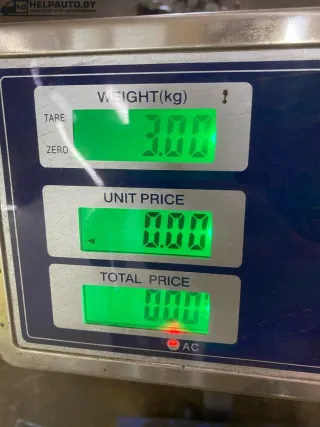 HELPAUTO.BY
WEIGHT(kg)
TARE
3.00
ZERO
UNIT PRICE
0.00
TOTAL PRICE
0.00
AC